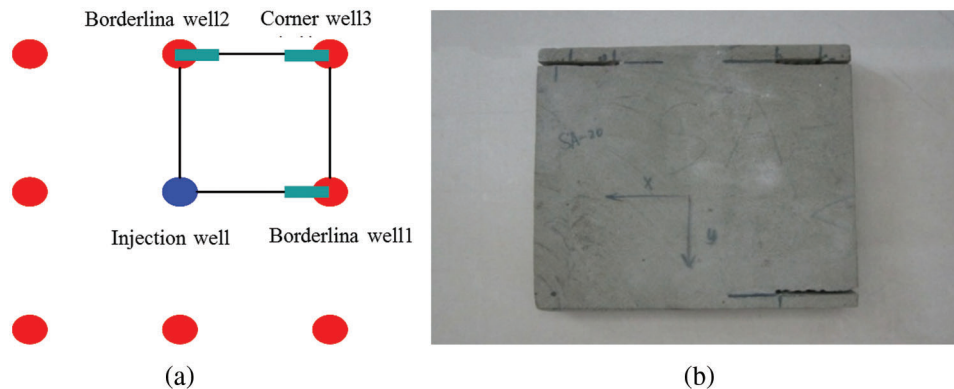 Borderlina well2 Corner well3
Injection well Borderlina well1
SA-20
X
y
(a) (b)